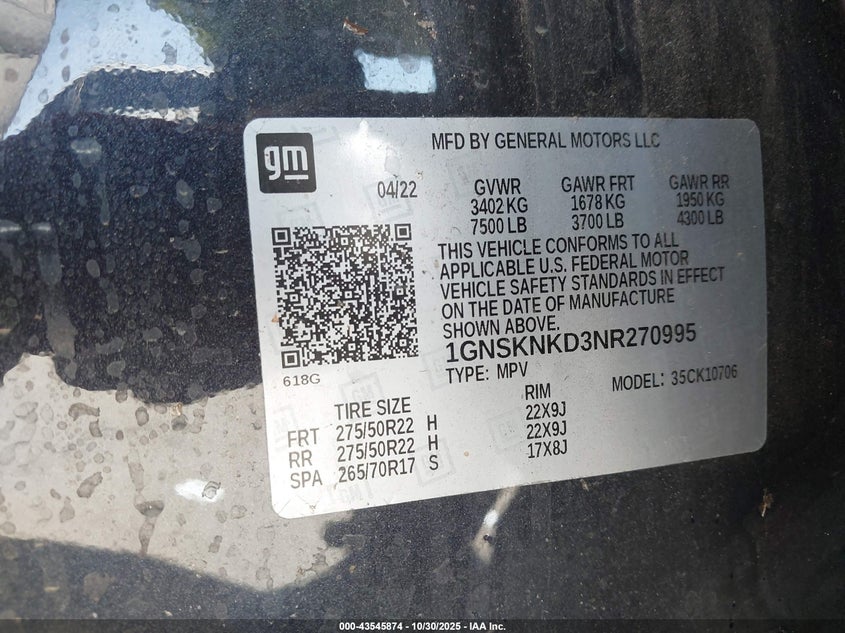 gm
MFD BY GENERAL MOTORS LLC
04/22
GVWR GAWR FRT GAWR RR
3402 KG 1678 KG 1950 KG
7500 LB 3700 LB 4300 LB
THIS VEHICLE CONFORMS TO ALL
APPLICABLE U.S. FEDERAL MOTOR
VEHICLE SAFETY STANDARDS IN EFFECT
ON THE DATE OF MANUFACTURE
SHOWN ABOVE.
1GNSKNKD3NR270995
618G
TYPE: MPV MODEL: 35CK10706
TIRE SIZE RIM
FRT 275/50R22 H 22X9J
RR 275/50R22 H 22X9J
SPA 265/70R17 S 17X8J
000-43545874 / 10/30/2025 - IAA Inc.